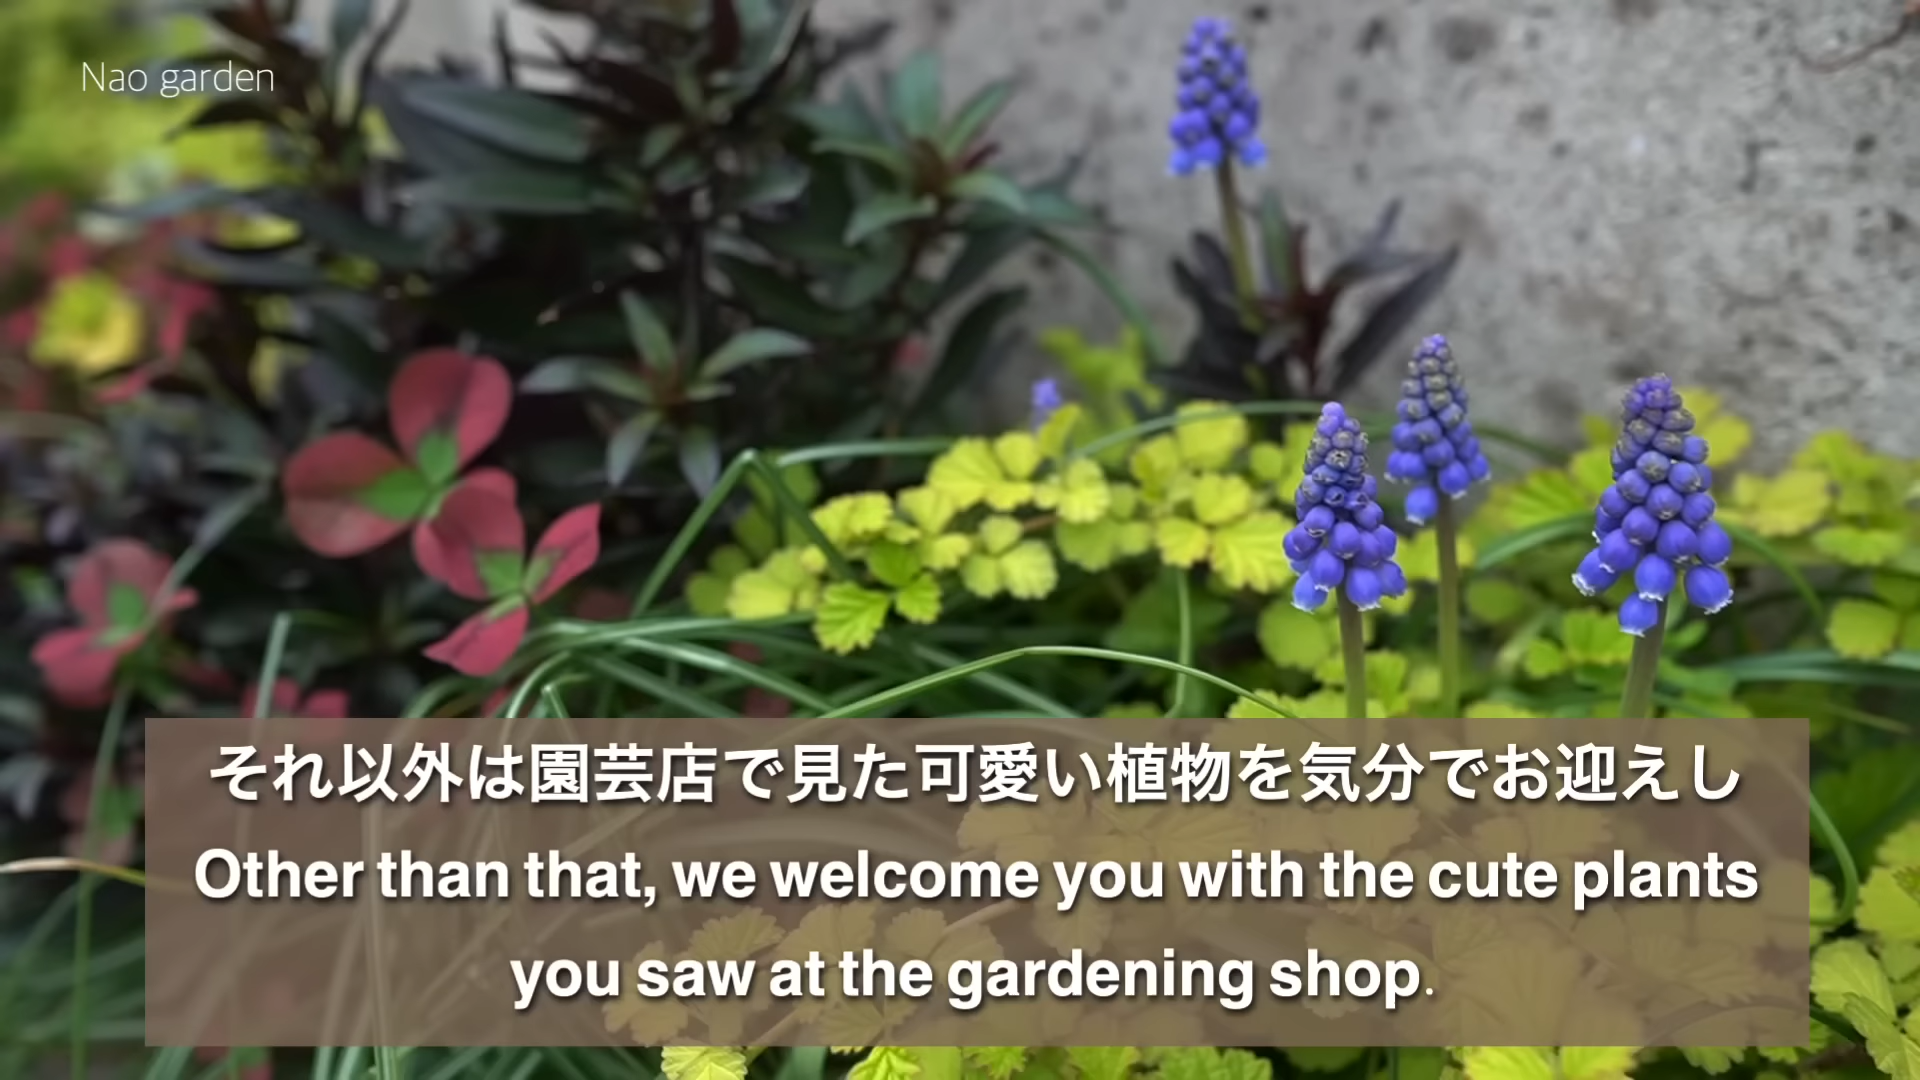 Nao garden
それ以外は園芸店で見た可愛い植物を気分でお迎えし
Other than that, we welcome you with the cute plants
you saw at the gardening shop.